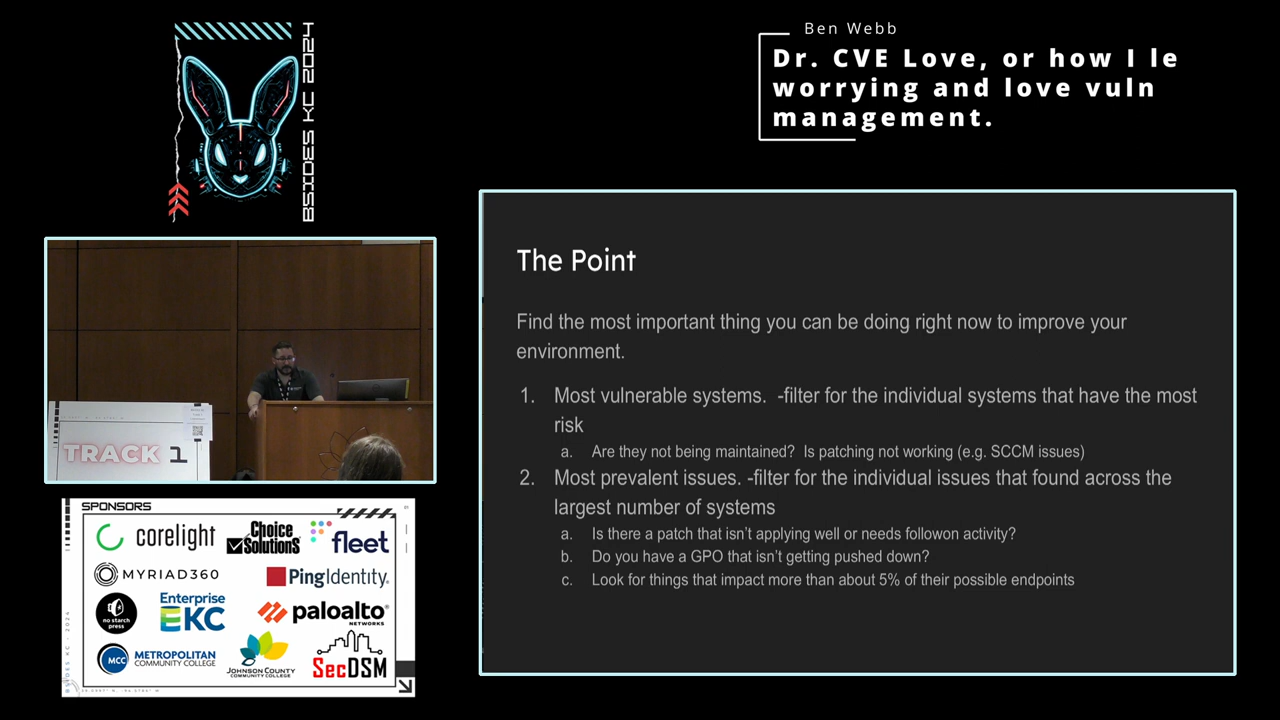 BSIDES KC 2024
Ben Webb
Dr. CVE Love, or how I le
worrying and love vuln
management.
The Point
Find the most important thing you can be doing right now to improve your
environment.
1. Most vulnerable systems. -filter for the individual systems that have the most
risk
a. Are they not being maintained? Is patching not working (e.g. SCCM issues)
2. Most prevalent issues. -filter for the individual issues that found across the
largest number of systems
a. Is there a patch that isn't applying well or needs followon activity?
b. Do you have a GPO that isn't getting pushed down?
c. Look for things that impact more than about 5% of their possible endpoints
TRACK 1
SPONSORS
corelight
Choice
SOLUTIONS
fleet
MYRIAD360
PingIdentity
no starch
press
Enterprise
KC
paloalto
NETWORKS
MCC
METROPOLITAN
COMMUNITY COLLEGE
JOHNSON COUNTY
COMMUNITY COLLEGE
SecDSM